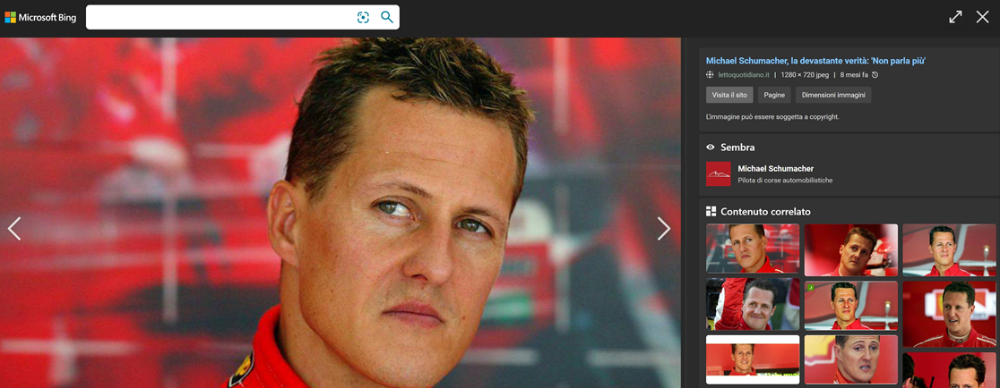 Microsoft Bing
Michael Schumacher, la devastante verità: 'Non parla più'
lettoquotidiano.it | 1280 × 720 jpeg | 8 mesi fa
Visita il sito
Pagine
Dimensioni immagini
L'immagine può essere soggetta a copyright.
Sembra
Michael Schumacher
Pilota di corse automobilistiche
Contenuto correlato